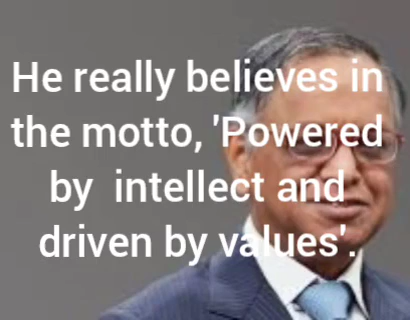 He really believes in
the motto, 'Powered
by  intellect and
driven by values'.